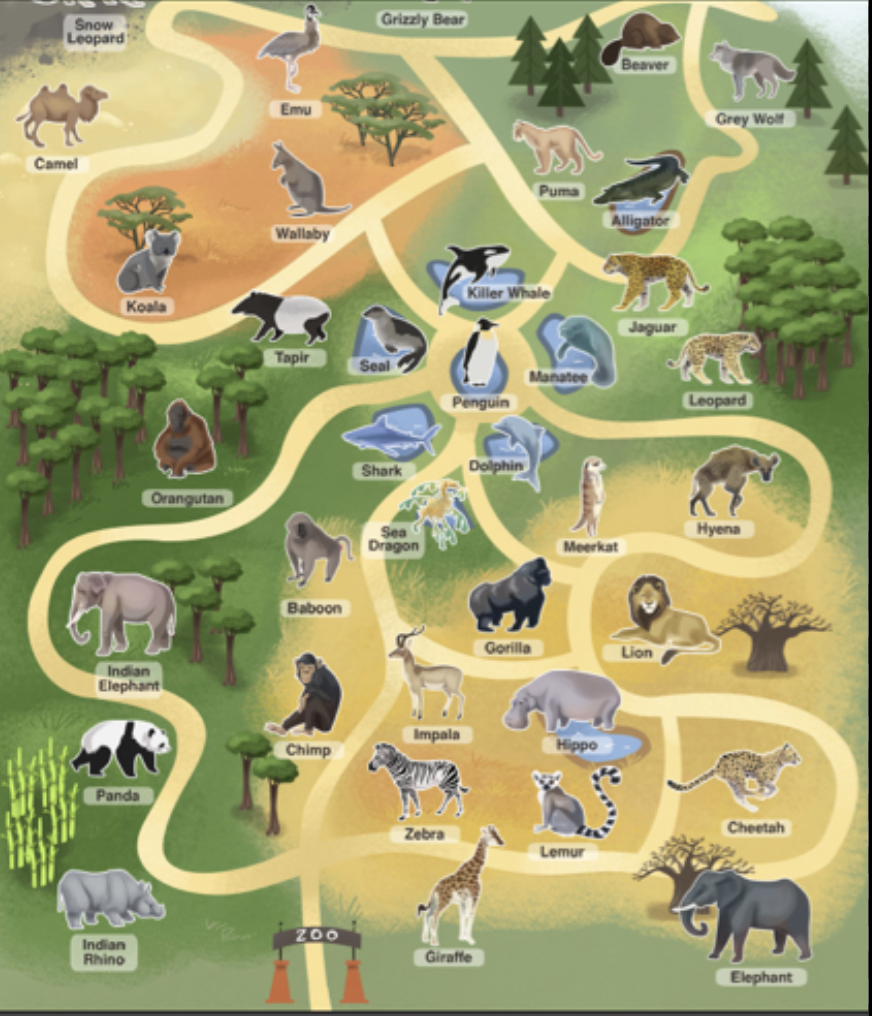 Snow
Leopard
Grizzly Bear
Emu
Beaver
Grey Wolf
Camel
Puma
Alligator
Wallaby
Koala
Killer Whale
Jaguar
Tapir
Seal
Manatee
Penguin
Leopard
Shark
Dolphin
Orangutan
Sea
Dragon
Meerkat
Hyena
Baboon
Gorilla
Lion
Indian
Elephant
Impala
Hippo
Chimp
Panda
Zebra
Lemur
Cheetah
Indian
Rhino
ZOO
Giraffe
Elephant